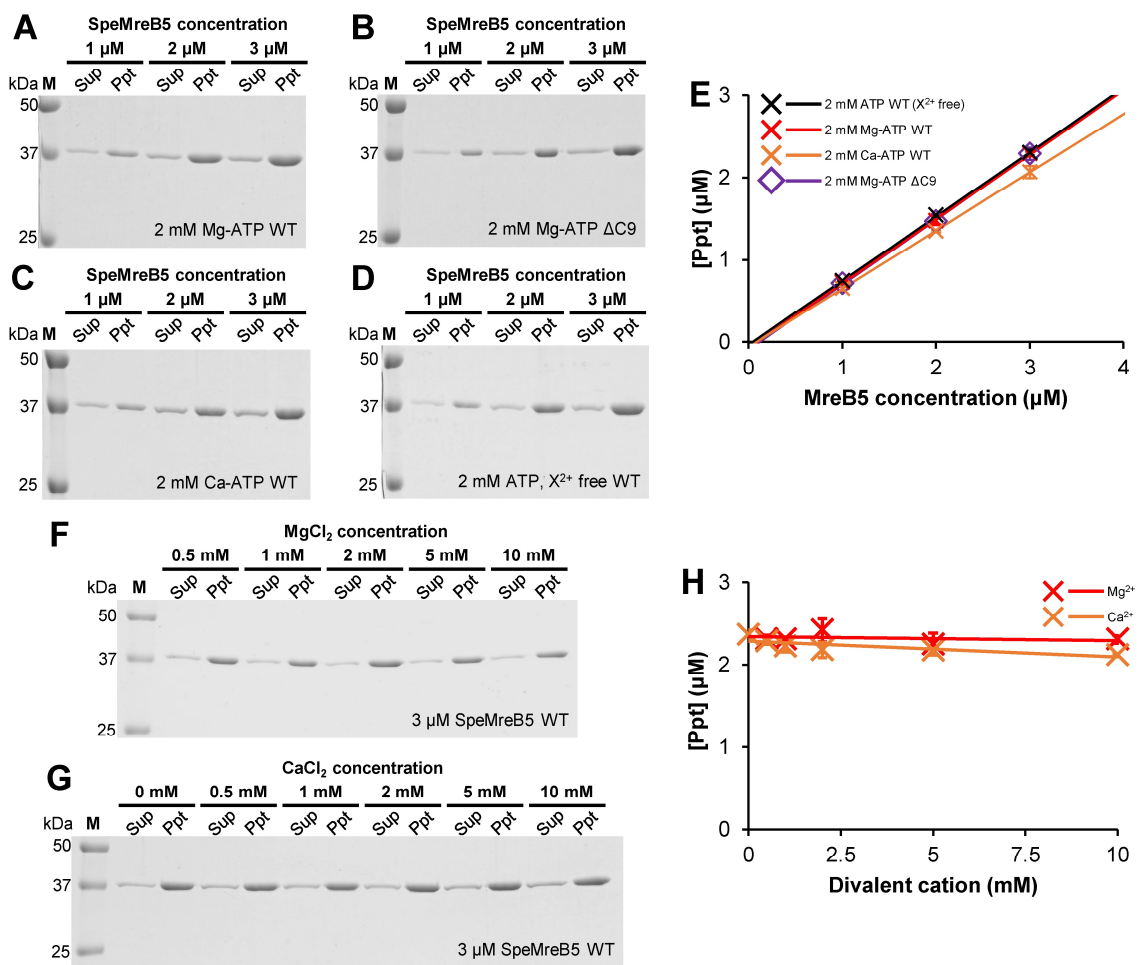 A
SpeMreB5 concentration
1 µM 2 µM 3 µM
kDa M Sup Ppt Sup Ppt Sup Ppt
50
37
25
2 mM Mg-ATP WT
B
SpeMreB5 concentration
1 µM 2 µM 3 µM
kDa M Sup Ppt Sup Ppt Sup Ppt
50
37
25
2 mM Mg-ATP ΔC9
C
SpeMreB5 concentration
1 µM 2 µM 3 µM
kDa M Sup Ppt Sup Ppt Sup Ppt
50
37
25
2 mM Ca-ATP WT
D
SpeMreB5 concentration
1 µM 2 µM 3 µM
kDa M Sup Ppt Sup Ppt Sup Ppt
50
37
25
2 mM ATP, X²⁺ free WT
E
2 mM ATP WT (X²⁺ free)
2 mM Mg-ATP WT
2 mM Ca-ATP WT
2 mM Mg-ATP ΔC9
[Ppt] (µM)
3
2
1
0
0 1 2 3 4
MreB5 concentration (µM)
F
MgCl₂ concentration
0.5 mM 1 mM 2 mM 5 mM 10 mM
kDa M Sup Ppt Sup Ppt Sup Ppt Sup Ppt Sup Ppt
50
37
25
3 µM SpeMreB5 WT
G
CaCl₂ concentration
0 mM 0.5 mM 1 mM 2 mM 5 mM 10 mM
kDa M Sup Ppt Sup Ppt Sup Ppt Sup Ppt Sup Ppt Sup Ppt
50
37
25
3 µM SpeMreB5 WT
H
Mg²⁺
Ca²⁺
[Ppt] (µM)
3
2
1
0
0 2.5 5 7.5 10
Divalent cation (mM)